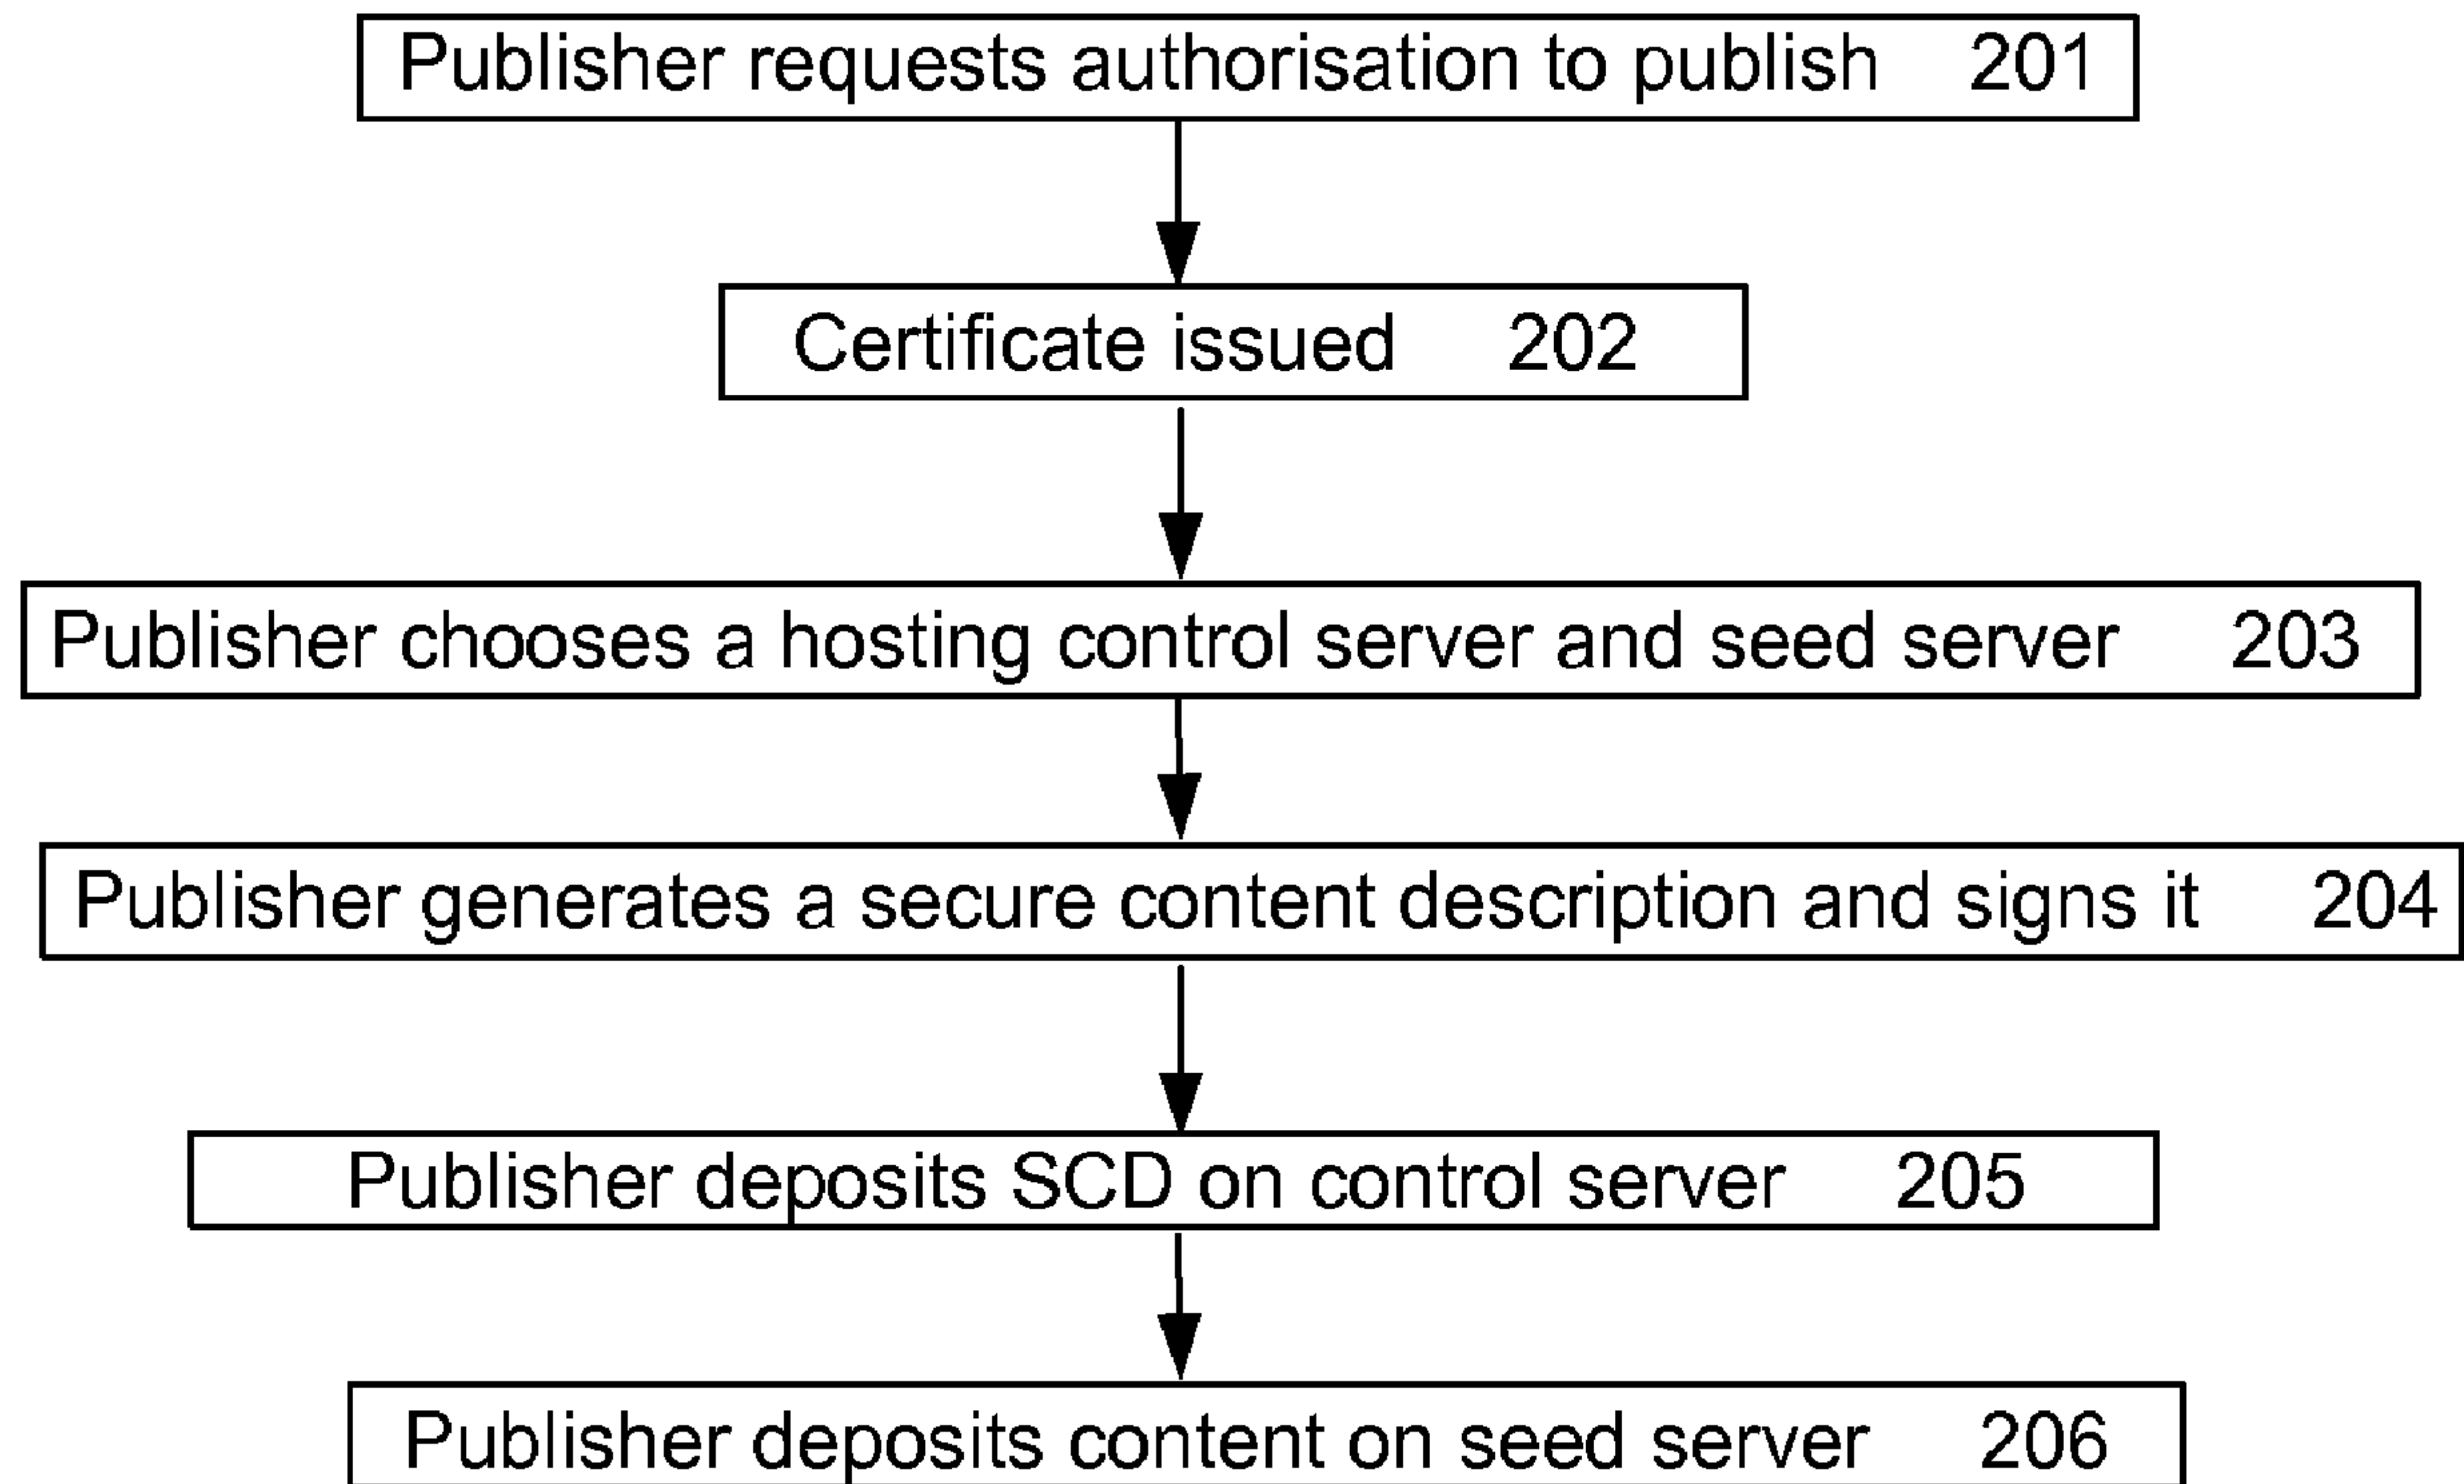 Publisher requests authorisation to publish 201
Certificate issued 202
Publisher chooses a hosting control server and seed server 203
Publisher generates a secure content description and signs it 204
Publisher deposits SCD on control server 205
Publisher deposits content on seed server 206